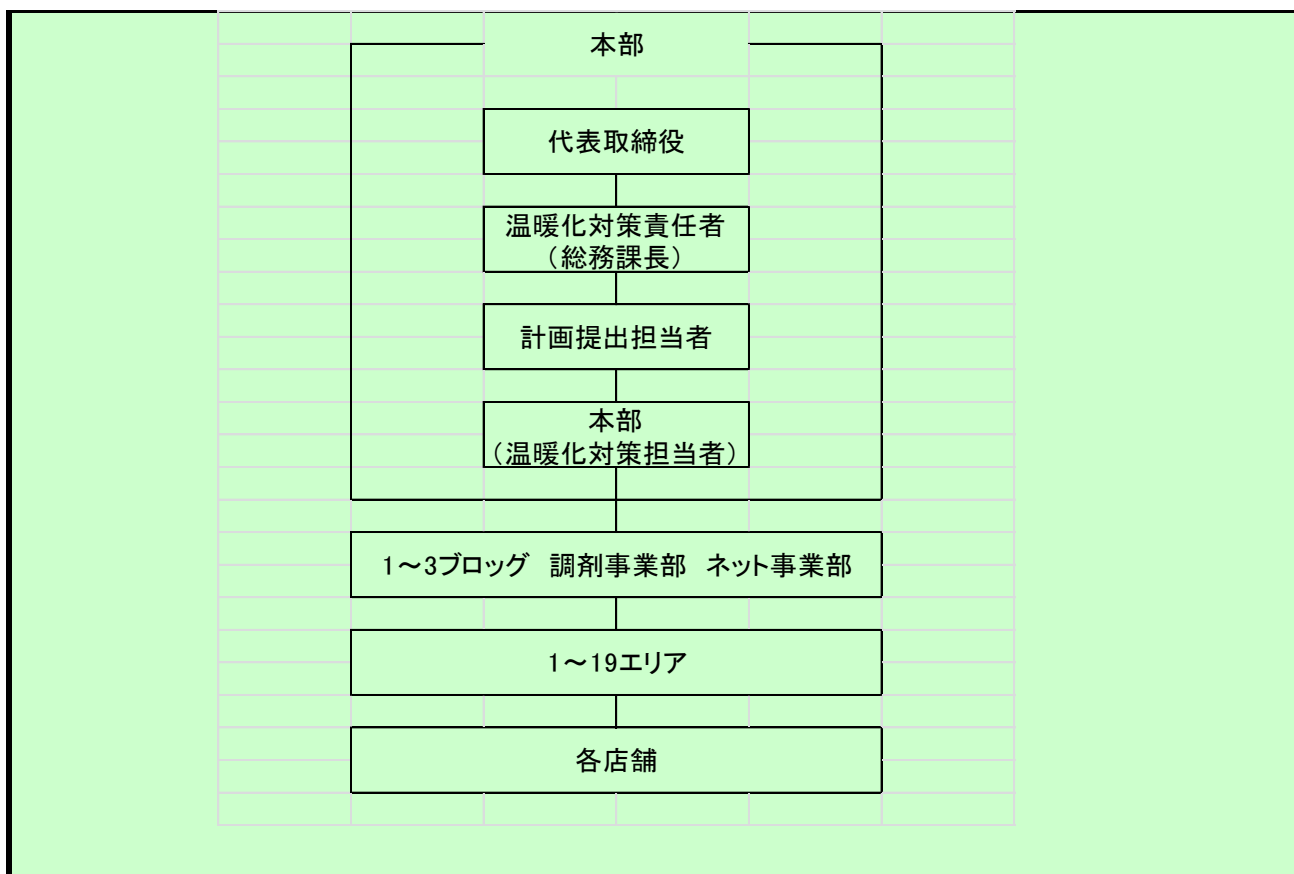 本部
代表取締役
温暖化対策責任者
（総務課長）
計画提出担当者
本部
（温暖化対策担当者）
1～3ブロッグ　調剤事業部　ネット事業部
1～19エリア
各店舗